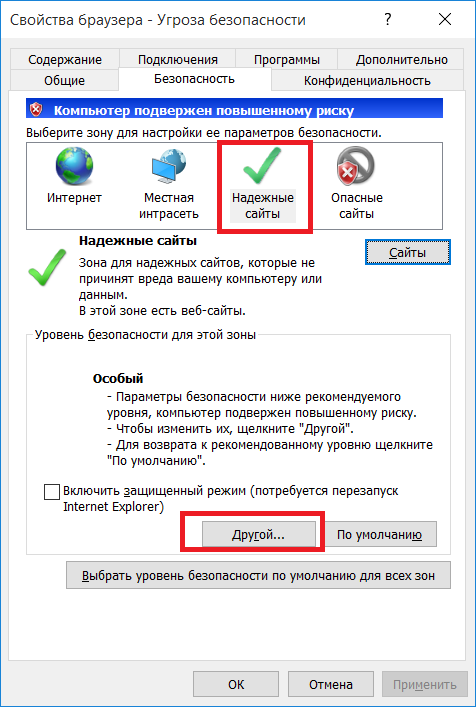 Свойства браузера - Угроза безопасности
Содержание Подключения Программы Дополнительно
Общие Безопасность Конфиденциальность
Компьютер подвержен повышенному риску
Выберите зону для настройки ее параметров безопасности.
Интернет Местная интрасеть Надежные сайты Опасные сайты
Надежные сайты
Сайты
Зона для надежных сайтов, которые не
причинят вреда вашему компьютеру или
данным.
В этой зоне есть веб-сайты.
Уровень безопасности для этой зоны
Особый
- Параметры безопасности ниже рекомендуемого
уровня, компьютер подвержен повышенному риску.
- Чтобы изменить их, щелкните "Другой".
- Для возврата к рекомендованному уровню щелкните
"По умолчанию".
Включить защищенный режим (потребуется перезапуск
Internet Explorer)
Другой... По умолчанию
Выбрать уровень безопасности по умолчанию для всех зон
ОК Отмена Применить